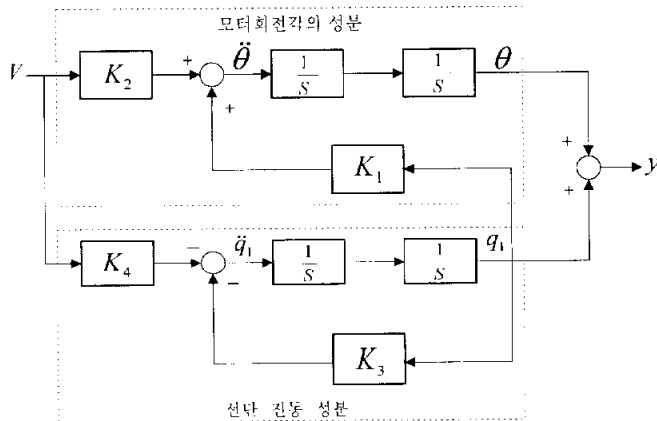 모터회전각의 성분
V
K₂
+
θ̈
1/S
1/S
θ
+
K₁
+
y
+
K₄
−
q̈₁
1/S
1/S
q₁
−
K₃
선단 진동 성분